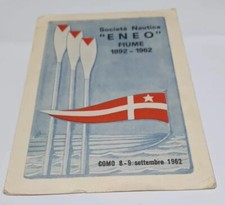 Società Nautica
"ENEO"
FIUME
1892 - 1962
COMO 8-9 settembre 1962